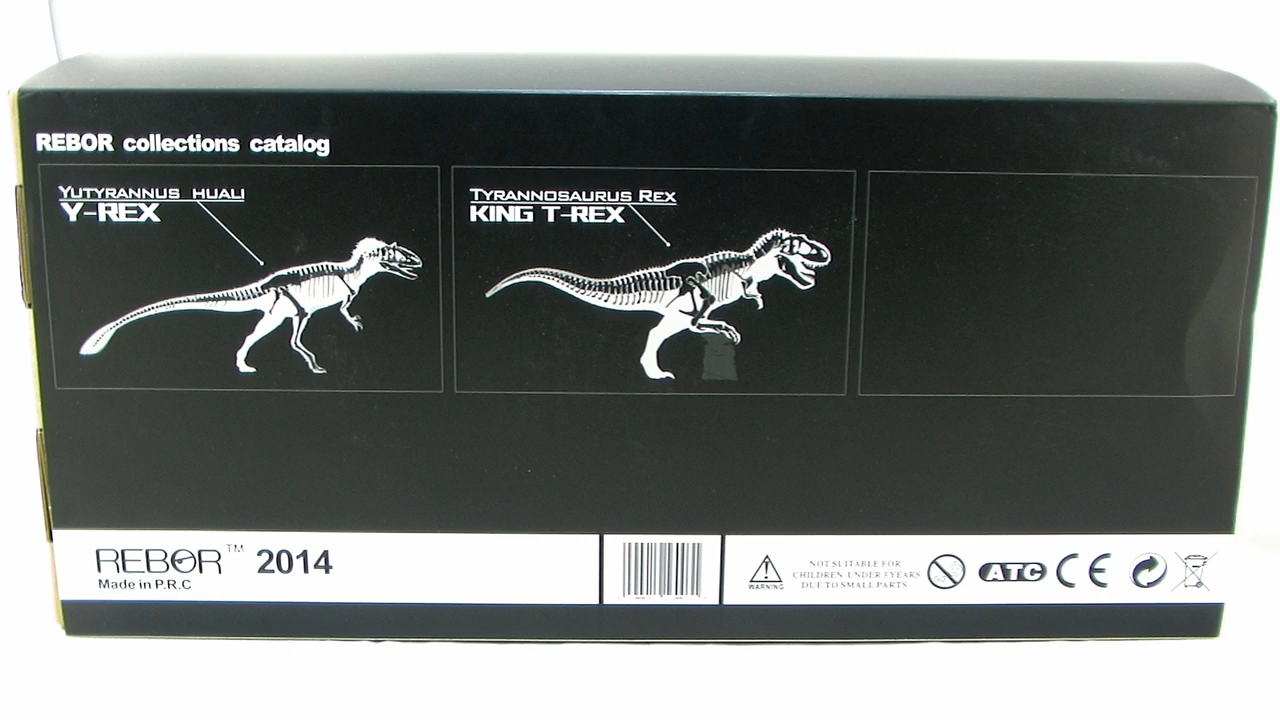 REBOR collections catalog
YUTYRANNUS HUALI
Y-REX
TYRANNOSAURUS REX
KING T-REX
REBOR™ 2014
Made in P.R.C
WARNING
NOT SUITABLE FOR
CHILDREN UNDER 3 YEARS
DUE TO SMALL PARTS
ATC CE